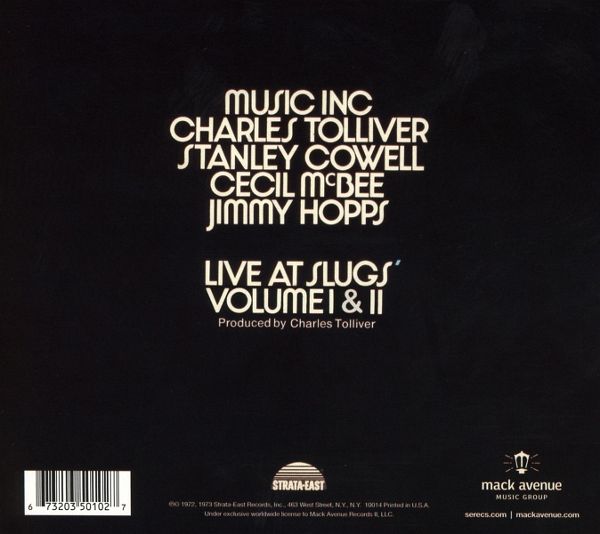 MUSIC INC
CHARLES TOLLIVER
STANLEY COWELL
CECIL McBEE
JIMMY HOPPS
LIVE AT SLUGS'
VOLUME I & II
Produced by Charles Tolliver
6 73203 50102 7
STRATA-EAST
mack avenue
MUSIC GROUP
℗© 1972, 1973 Strata-East Records, Inc., 463 West Street, N.Y., N.Y. 10014 Printed in U.S.A.
Under exclusive worldwide license to Mack Avenue Records II, LLC.
serecs.com | mackavenue.com